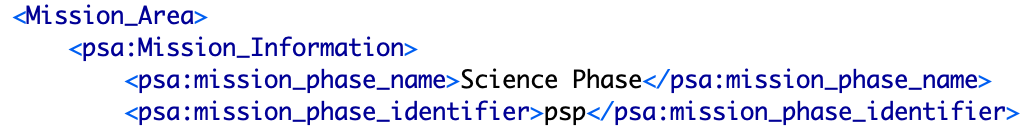 <Mission_Area>
<psa:Mission_Information>
<psa:mission_phase_name>Science Phase</psa:mission_phase_name>
<psa:mission_phase_identifier>psp</psa:mission_phase_identifier>